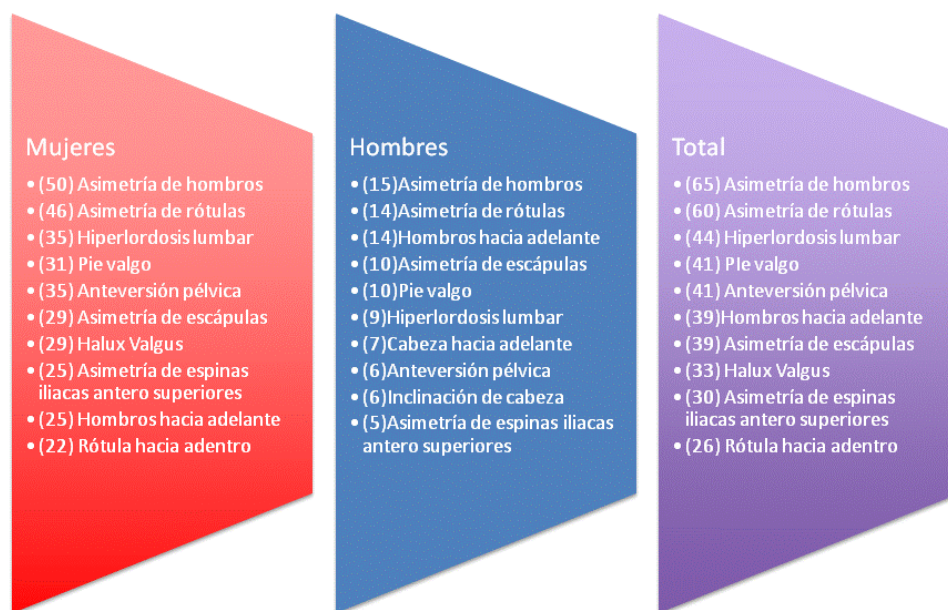 Mujeres
• (50) Asimetría de hombros
• (46) Asimetría de rótulas
• (35) Hiperlordosis lumbar
• (31) Pie valgo
• (35) Anteversión pélvica
• (29) Asimetría de escápulas
• (29) Halux Valgus
• (25) Asimetría de espinas
iliacas antero superiores
• (25) Hombros hacia adelante
• (22) Rótula hacia adentro
Hombres
• (15)Asimetría de hombros
• (14)Asimetría de rótulas
• (14)Hombros hacia adelante
• (10)Asimetría de escápulas
• (10)Pie valgo
• (9)Hiperlordosis lumbar
• (7)Cabeza hacia adelante
• (6)Anteversión pélvica
• (6)Inclinación de cabeza
• (5)Asimetría de espinas iliacas
antero superiores
Total
• (65) Asimetría de hombros
• (60) Asimetría de rótulas
• (44) Hiperlordosis lumbar
• (41) PIe valgo
• (41) Anteversión pélvica
• (39)Hombros hacia adelante
• (39) Asimetría de escápulas
• (33) Halux Valgus
• (30) Asimetría de espinas
iliacas antero superiores
• (26) Rótula hacia adentro